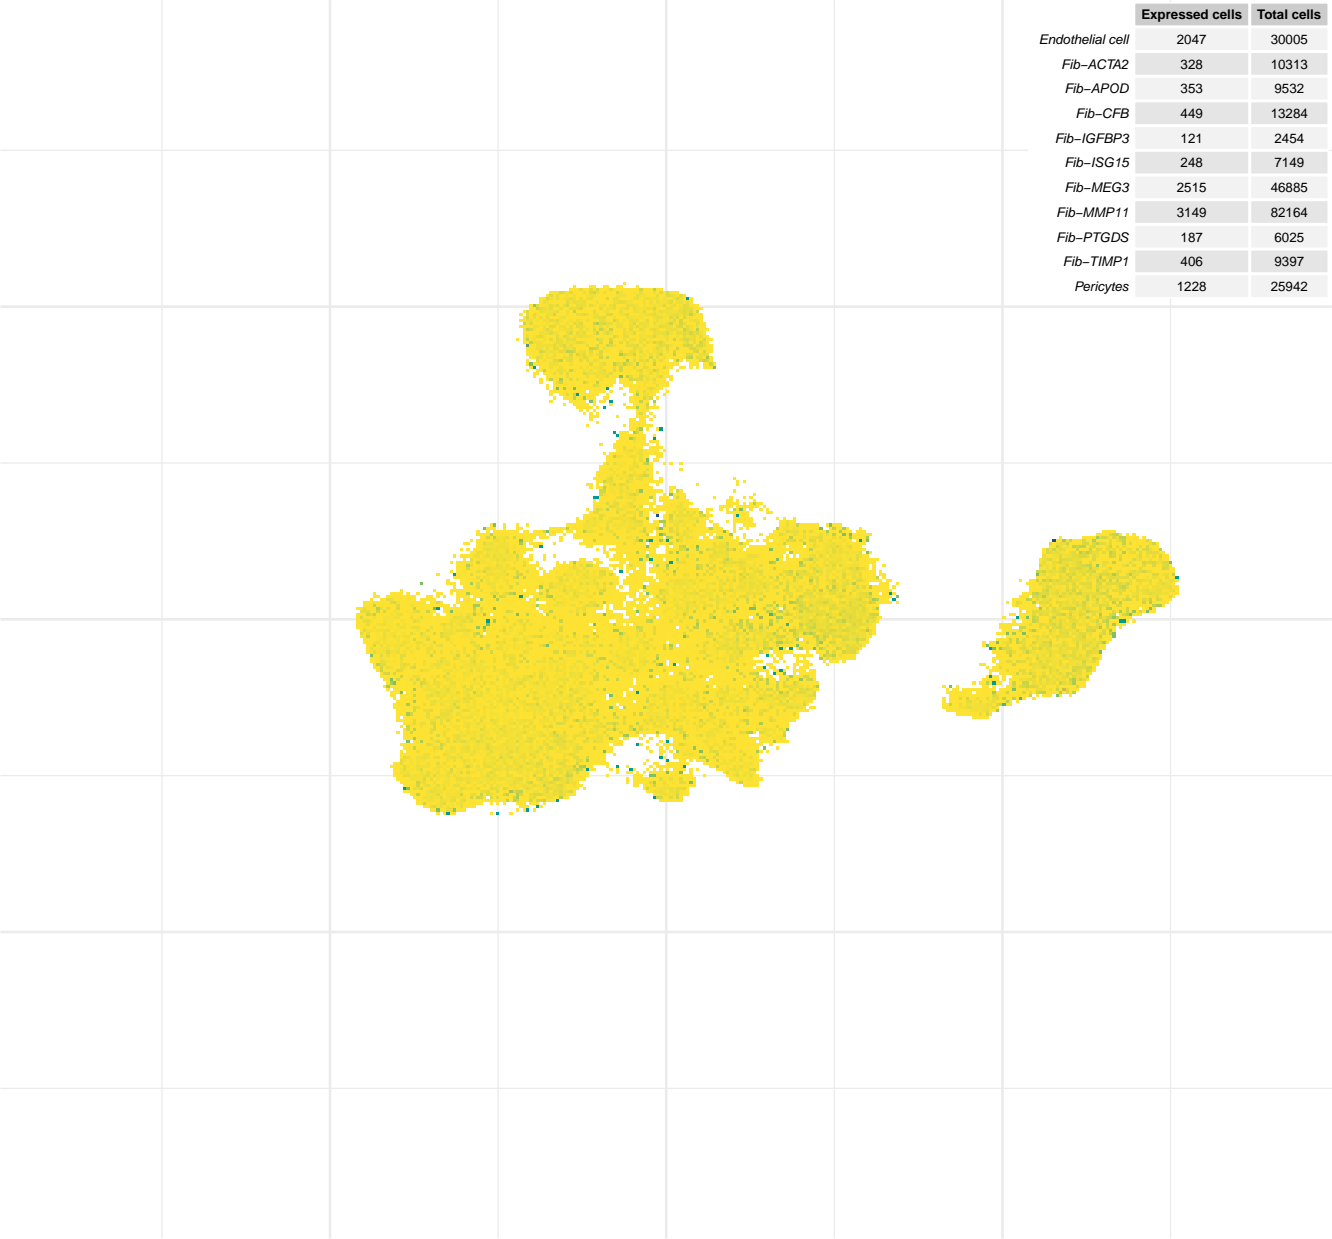 Expressed cells Total cells
Endothelial cell 2047 30005
Fib−ACTA2 328 10313
Fib−APOD 353 9532
Fib−CFB 449 13284
Fib−IGFBP3 121 2454
Fib−ISG15 248 7149
Fib−MEG3 2515 46885
Fib−MMP11 3149 82164
Fib−PTGDS 187 6025
Fib−TIMP1 406 9397
Pericytes 1228 25942